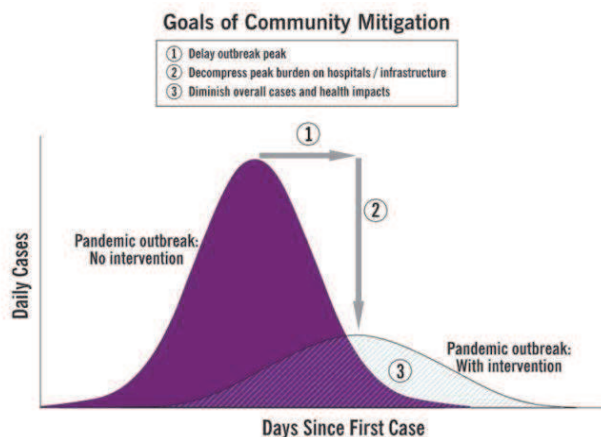 Goals of Community Mitigation
① Delay outbreak peak
② Decompress peak burden on hospitals / infrastructure
③ Diminish overall cases and health impacts
①
②
Pandemic outbreak:
No intervention
Daily Cases
Pandemic outbreak:
With intervention
③
Days Since First Case